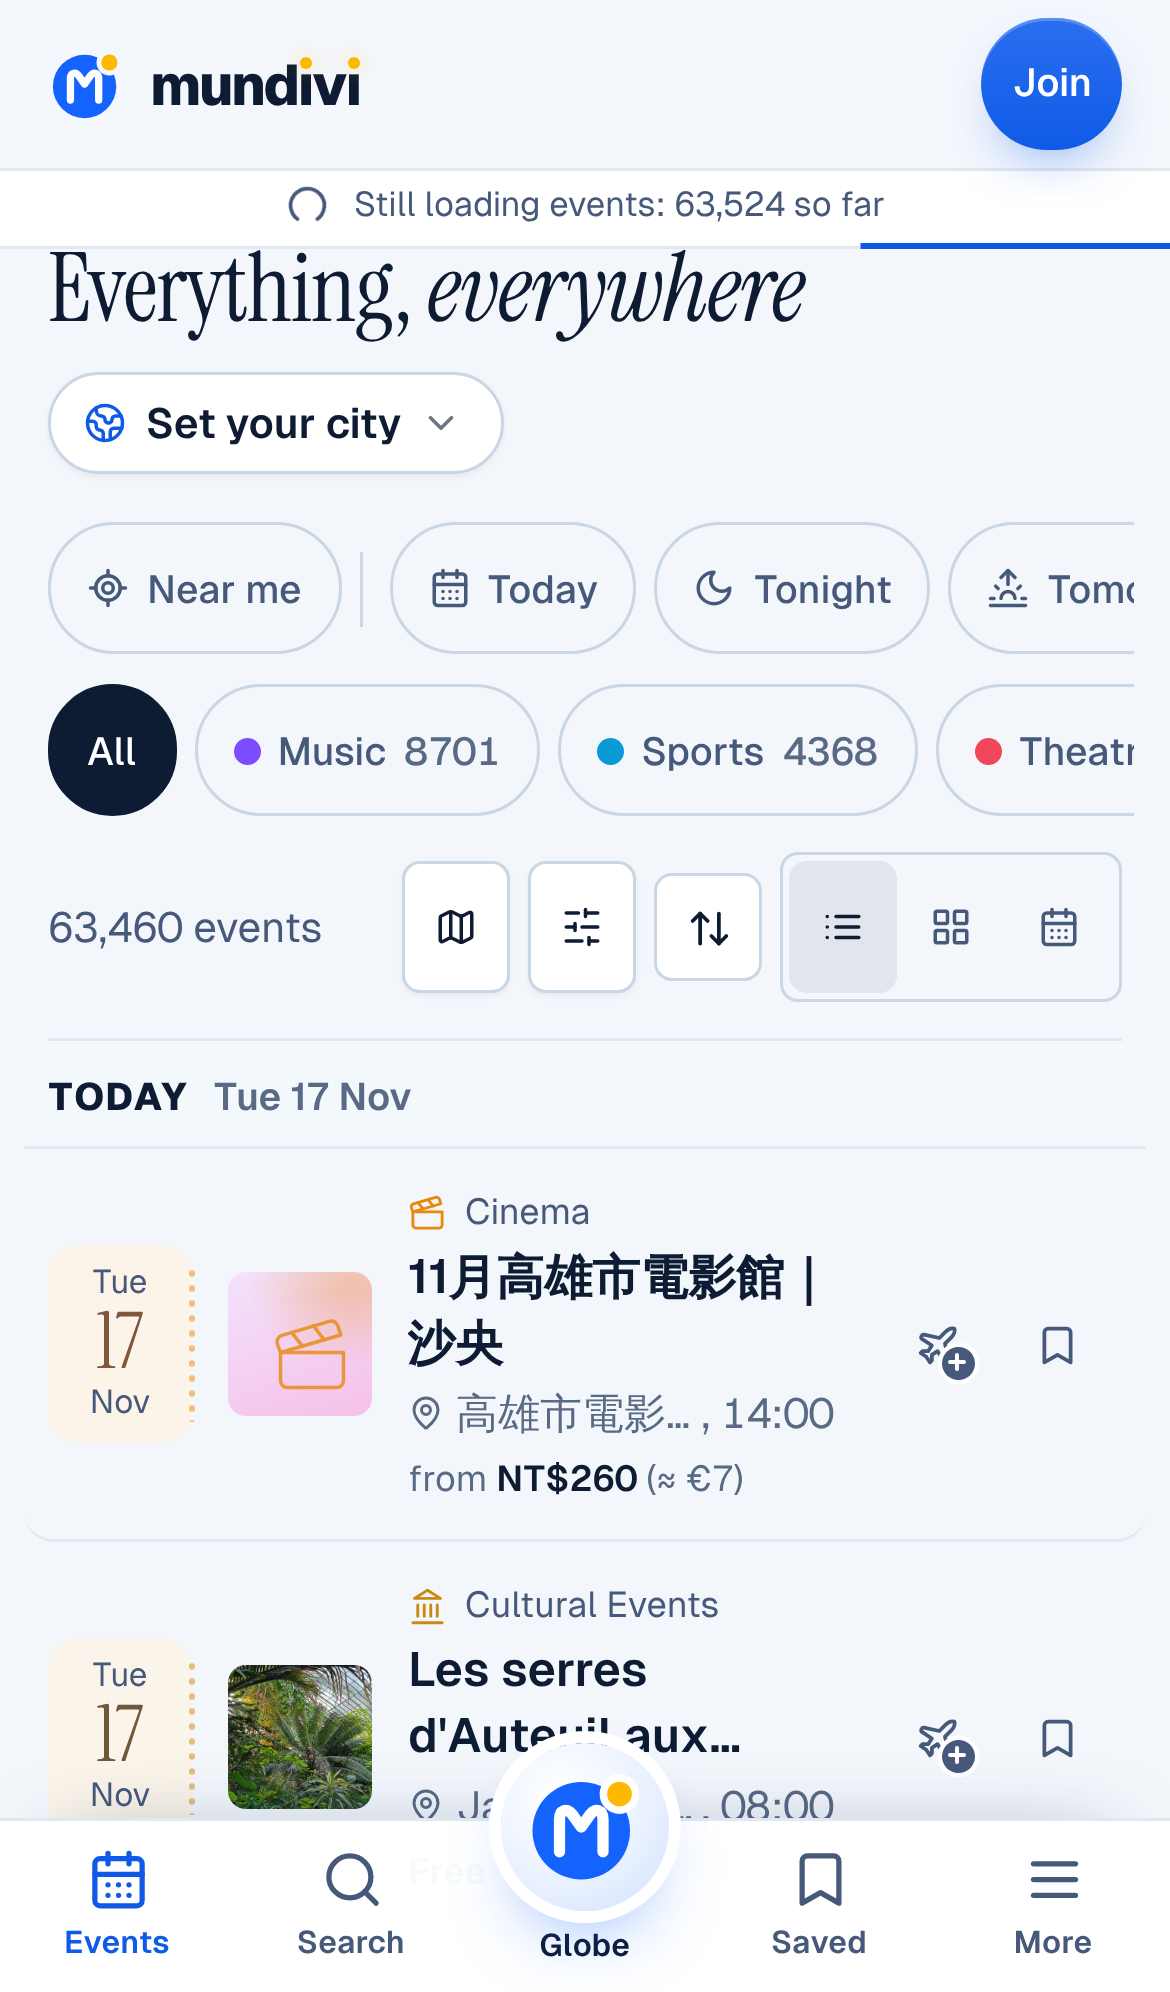 mundivi
Join
Still loading events: 63,524 so far
Everything, everywhere
Set your city
Near me
Today
Tonight
All
Music 8701
Sports 4368
63,460 events
TODAY Tue 17 Nov
Tue
17
Nov
Cinema
11月高雄市電影館｜
沙央
高雄市電影... , 14:00
from NT$260 (≈ €7)
Tue
17
Nov
Cultural Events
Les serres
d'Auteuil aux...
08:00
Free
Events
Search
Globe
Saved
More